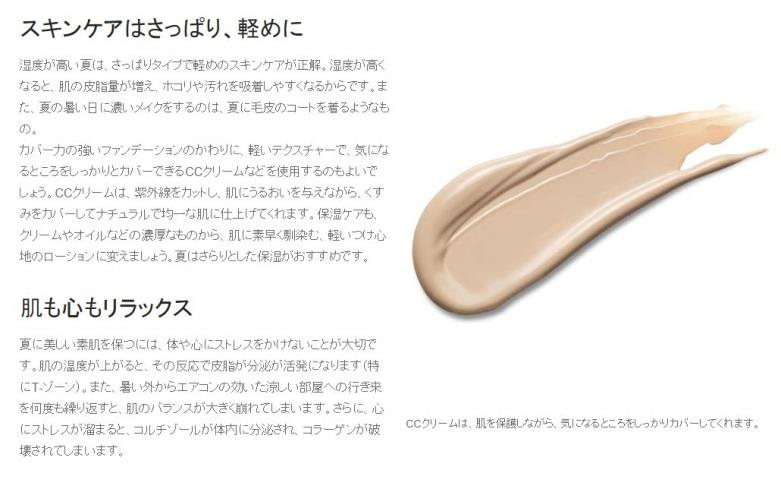 スキンケアはさっぱり、軽めに
湿度が高い夏は、さっぱりタイプで軽めのスキンケアが正解。湿度が高く
なると、肌の皮脂量が増え、ホコリや汚れを吸着しやすくなるからです。ま
た、夏の暑い日に濃いメイクをするのは、夏に毛皮のコートを着るようなも
の。
カバー力の強いファンデーションのかわりに、軽いテクスチャーで、気にな
るところをしっかりとカバーできるCCクリームなどを使用するのもよいで
しょう。CCクリームは、紫外線をカットし、肌にうるおいを与えながら、くす
みをカバーしてナチュラルで均一な肌に仕上げてくれます。保湿ケアも、
クリームやオイルなどの濃厚なものから、肌に素早く馴染む、軽いつけ心
地のローションに変えましょう。夏はさらりとした保湿がおすすめです。
肌も心もリラックス
夏に美しい素肌を保つには、体や心にストレスをかけないことが大切で
す。肌の温度が上がると、その反応で皮脂が分泌が活発になります(特
にT-ゾーン)。また、暑い外からエアコンの効いた涼しい部屋への行き来
を何度も繰り返すと、肌のバランスが大きく崩れてしまいます。さらに、心
にストレスが溜まると、コルチゾールが体内に分泌され、コラーゲンが破
壊されてしまいます。
CCクリームは、肌を保護しながら、気になるところをしっかりカバーしてくれます。